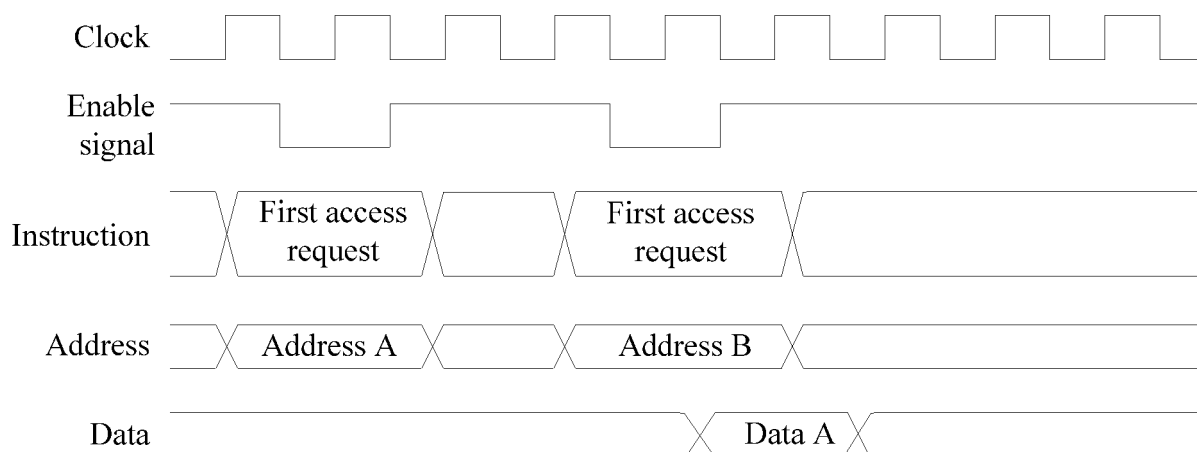 Clock
Enable
signal
Instruction
First access
request
First access
request
Address
Address A
Address B
Data
Data A